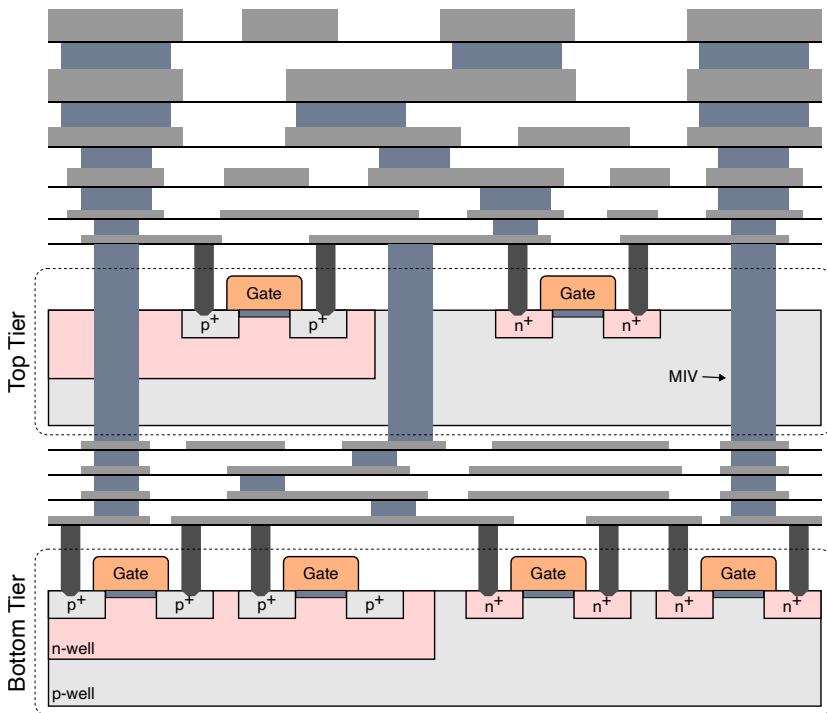 Top Tier
Gate
Gate
p+
p+
n+
n+
MIV
Bottom Tier
Gate
Gate
Gate
Gate
p+
p+
p+
p+
n+
n+
n+
n+
n-well
p-well